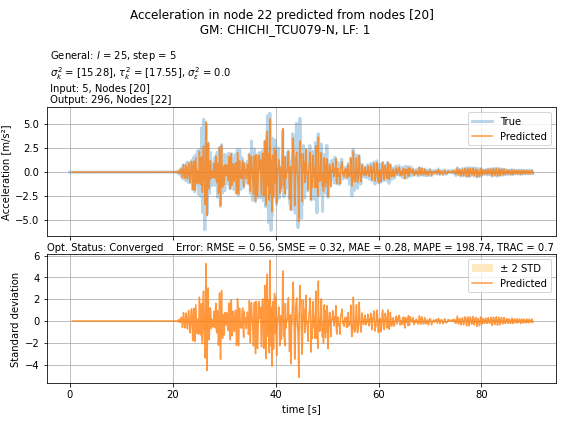 Acceleration in node 22 predicted from nodes [20]
GM: CHICHI_TCU079-N, LF: 1
General: l = 25, step = 5
σ²ₖ = [15.28], τ²ₖ = [17.55], σ²ε = 0.0
Input: 5, Nodes [20]
Output: 296, Nodes [22]
Acceleration [m/s²]
5.0
2.5
0.0
−2.5
−5.0
True
Predicted
Opt. Status: Converged Error: RMSE = 0.56, SMSE = 0.32, MAE = 0.28, MAPE = 198.74, TRAC = 0.7
Standard deviation
6
4
2
0
−2
−4
± 2 STD
Predicted
0 20 40 60 80
time [s]